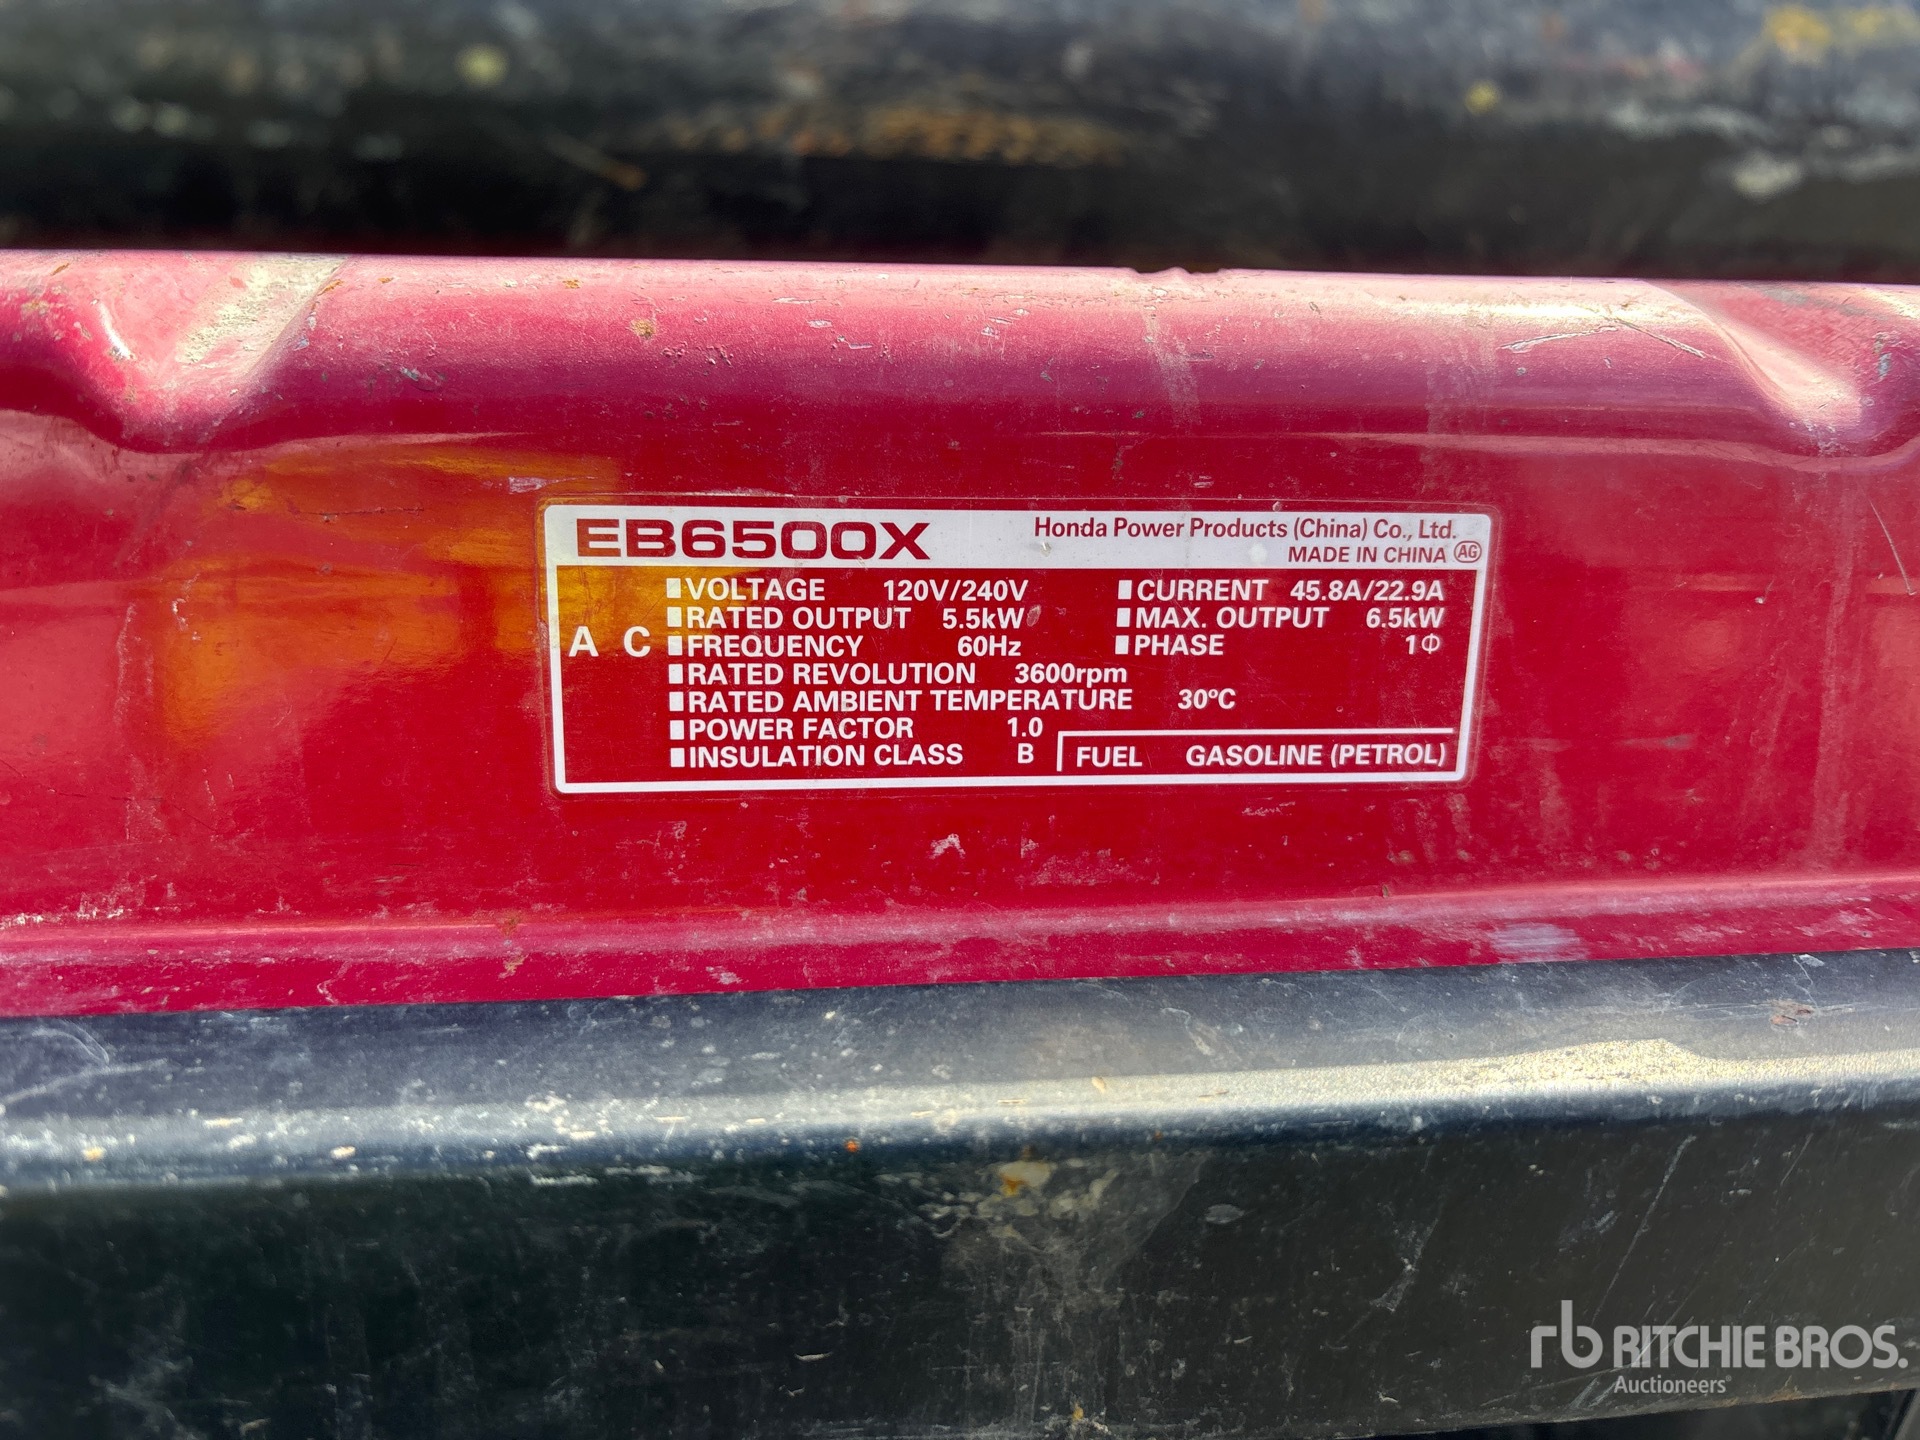 EB6500X Honda Power Products (China) Co., Ltd.
MADE IN CHINA AG
■VOLTAGE 120V/240V ■CURRENT 45.8A/22.9A
■RATED OUTPUT 5.5kW ■MAX. OUTPUT 6.5kW
A C ■FREQUENCY 60Hz ■PHASE 1Φ
■RATED REVOLUTION 3600rpm
■RATED AMBIENT TEMPERATURE 30ºC
■POWER FACTOR 1.0
■INSULATION CLASS B FUEL GASOLINE (PETROL)
rb RITCHIE BROS.
Auctioneers